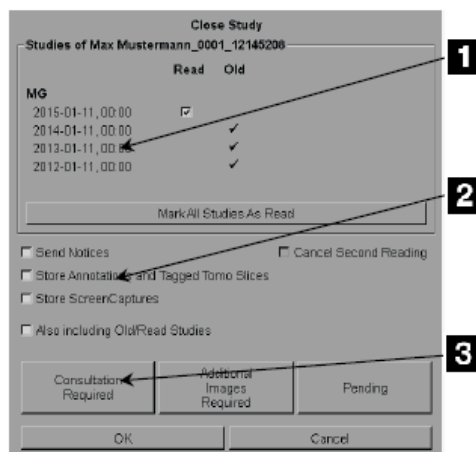 Close Study
Studies of Max Mustermann_0001_12145208
Read Old
MG
2015-01-11, 00:00
2014-01-11, 00:00
2013-01-11, 00:00
2012-01-11, 00:00
Mark All Studies As Read
Send Notices Cancel Second Reading
Store Annotations and Tagged Tomo Slices
Store ScreenCaptures
Also including Old/Read Studies
Consultation Required
Additional Images Required
Pending
OK Cancel
1
2
3